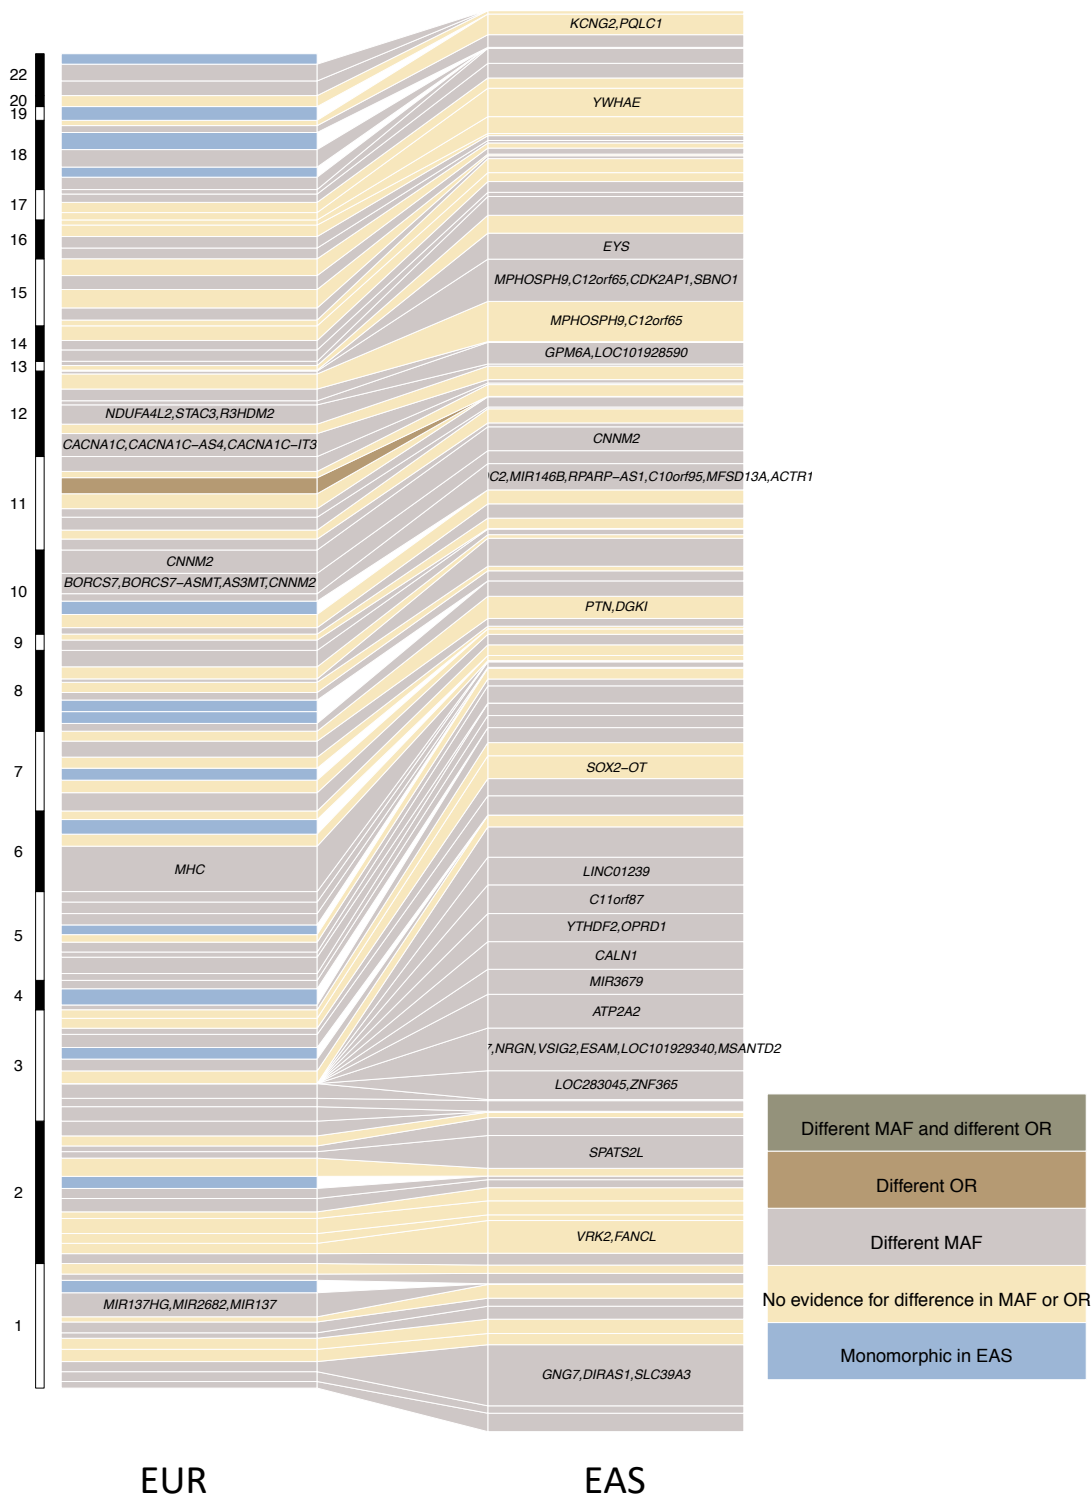 KCNG2,PQLC1
22
20
19
YWHAE
18
17
16
EYS
MPHOSPH9,C12orf65,CDK2AP1,SBNO1
15
MPHOSPH9,C12orf65
14
GPM6A,LOC101928590
13
12
NDUFA4L2,STAC3,R3HDM2
CACNA1C,CACNA1C−AS4,CACNA1C−IT3
CNNM2
C2,MIR146B,RPARP−AS1,C10orf95,MFSD13A,ACTR1
11
CNNM2
BORCS7,BORCS7−ASMT,AS3MT,CNNM2
10
PTN,DGKI
9
8
7
SOX2−OT
6
MHC
LINC01239
C11orf87
YTHDF2,OPRD1
5
CALN1
MIR3679
4
ATP2A2
7,NRGN,VSIG2,ESAM,LOC101929340,MSANTD2
3
LOC283045,ZNF365
Different MAF and different OR
SPATS2L
Different OR
2
VRK2,FANCL
Different MAF
MIR137HG,MIR2682,MIR137
No evidence for difference in MAF or OR
1
Monomorphic in EAS
GNG7,DIRAS1,SLC39A3
EUR
EAS